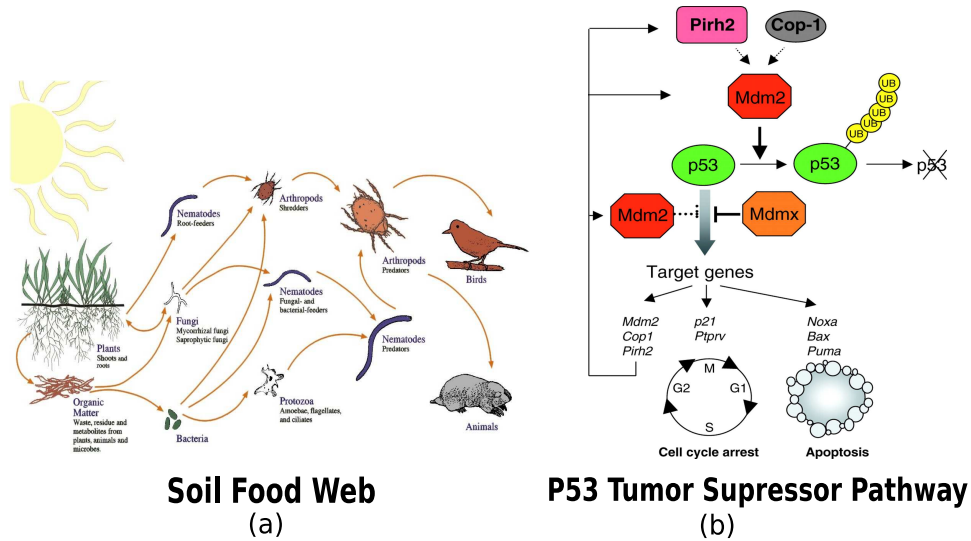 Nematodes
Root-feeders
Arthropods
Shredders
Arthropods
Predators
Birds
Nematodes
Fungal- and
bacterial-feeders
Fungi
Mycorrhizal fungi
Saprophytic fungi
Plants
Shoots and
roots
Nematodes
Predators
Organic
Matter
Waste, residue and
metabolites from
plants, animals and
microbes.
Bacteria
Protozoa
Amoebae, flagellates,
and ciliates
Animals
Soil Food Web
(a)
Pirh2
Cop-1
Mdm2
UB
UB
UB
UB
UB
p53
p53
p53
Mdm2
Mdmx
Target genes
Mdm2
Cop1
Pirh2
p21
Ptprv
Noxa
Bax
Puma
M
G2
G1
S
Cell cycle arrest
Apoptosis
P53 Tumor Supressor Pathway
(b)